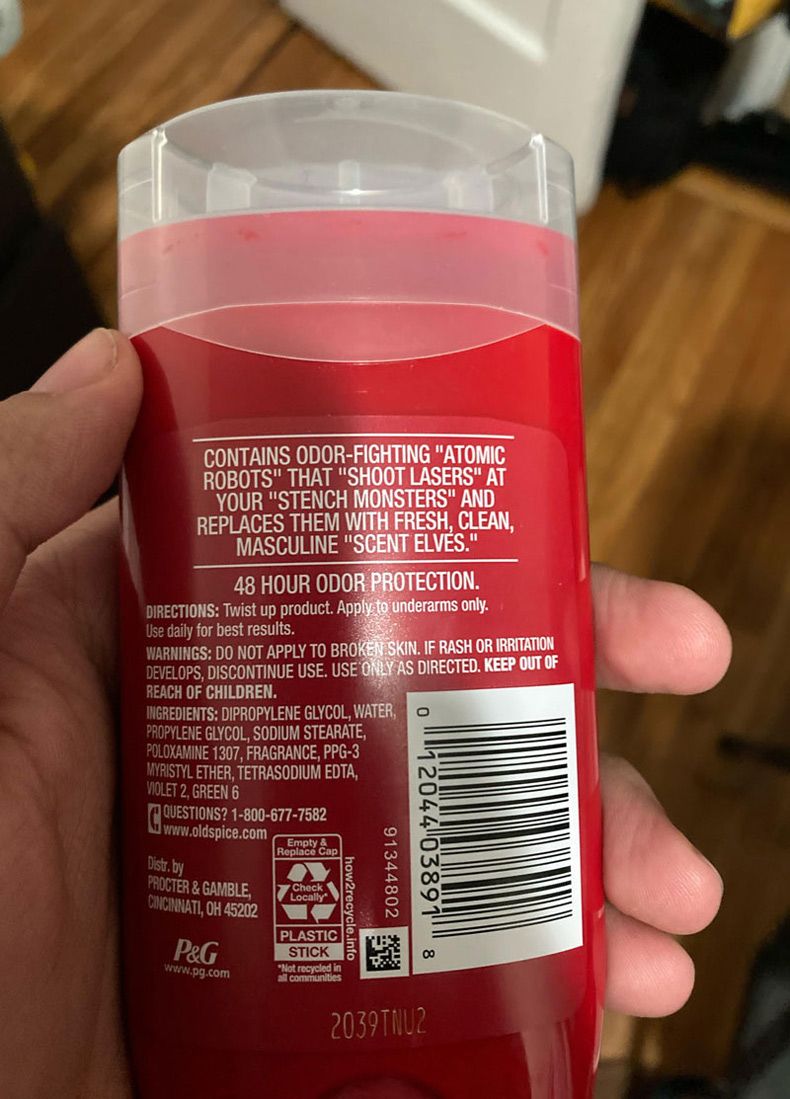 CONTAINS ODOR-FIGHTING "ATOMIC
ROBOTS" THAT "SHOOT LASERS" AT
YOUR "STENCH MONSTERS" AND
REPLACES THEM WITH FRESH, CLEAN,
MASCULINE "SCENT ELVES."
48 HOUR ODOR PROTECTION.
DIRECTIONS: Twist up product. Apply to underarms only.
Use daily for best results.
WARNINGS: DO NOT APPLY TO BROKEN SKIN. IF RASH OR IRRITATION
DEVELOPS, DISCONTINUE USE. USE ONLY AS DIRECTED. KEEP OUT OF
REACH OF CHILDREN.
INGREDIENTS: DIPROPYLENE GLYCOL, WATER,
PROPYLENE GLYCOL, SODIUM STEARATE,
POLOXAMINE 1307, FRAGRANCE, PPG-3
MYRISTYL ETHER, TETRASODIUM EDTA,
VIOLET 2, GREEN 6
QUESTIONS? 1-800-677-7582
www.oldspice.com
Distr. by
PROCTER & GAMBLE,
CINCINNATI, OH 45202
P&G
www.pg.com
Empty &
Replace Cap
Check
Locally*
PLASTIC
STICK
*Not recycled in
all communities
how2recycle.info
91344802
0 12044 03891 8
2039TNU2